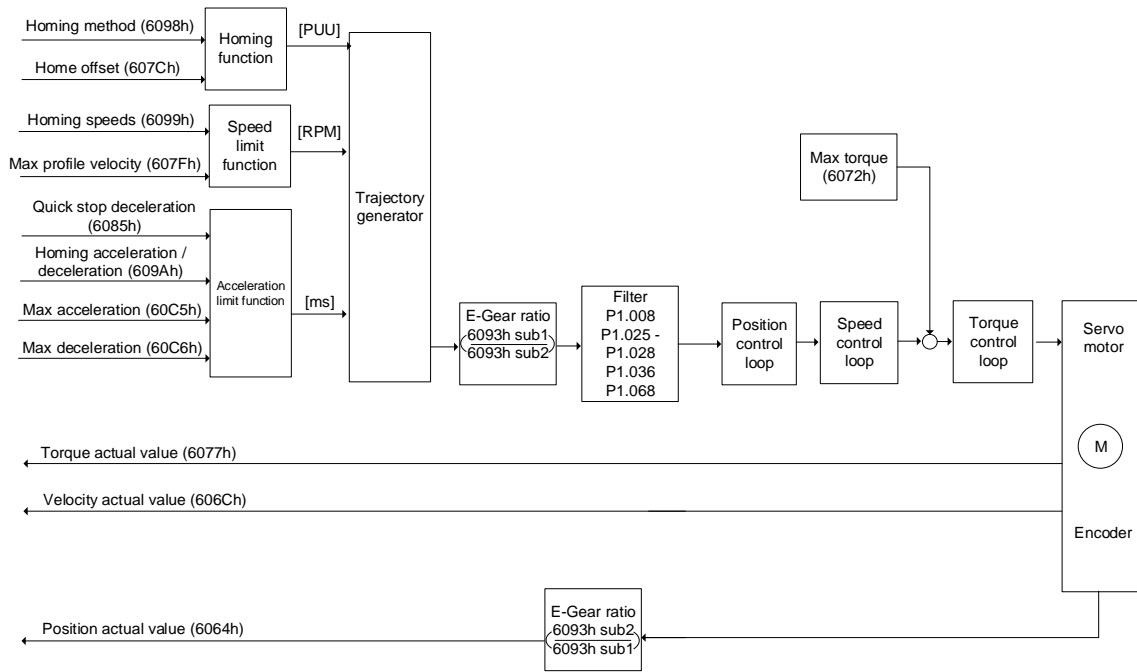 Homing method (6098h)
Home offset (607Ch)
Homing
function
[PUU]
Homing speeds (6099h)
Max profile velocity (607Fh)
Speed
limit
function
[RPM]
Quick stop deceleration
(6085h)
Homing acceleration /
deceleration (609Ah)
Max acceleration (60C5h)
Max deceleration (60C6h)
Acceleration
limit function
[ms]
Trajectory
generator
E-Gear ratio
(6093h sub1)
6093h sub2
Filter
P1.008
P1.025 -
P1.028
P1.036
P1.068
Position
control
loop
Speed
control
loop
Max torque
(6072h)
Torque
control
loop
Servo
motor
M
Encoder
Torque actual value (6077h)
Velocity actual value (606Ch)
Position actual value (6064h)
E-Gear ratio
(6093h sub2)
6093h sub1